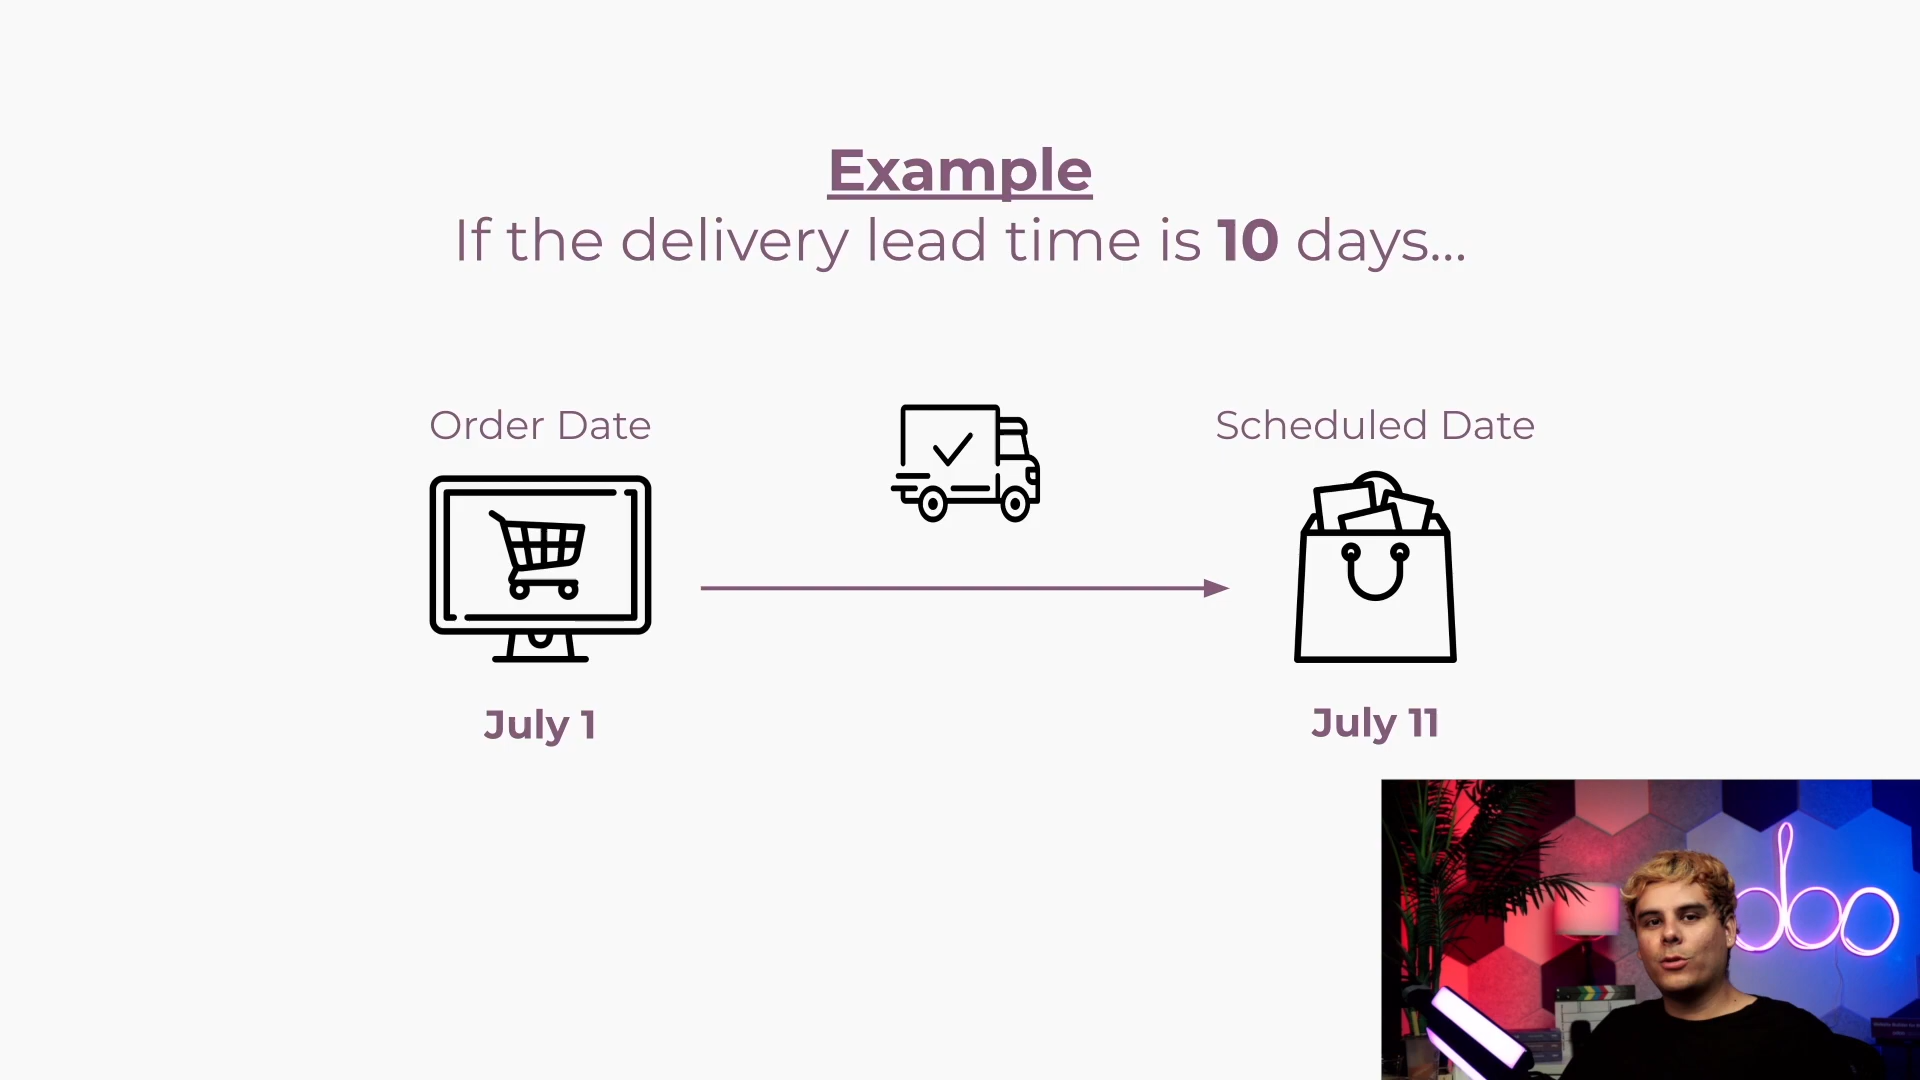 Example
If the delivery lead time is 10 days...
Order Date
Scheduled Date
July 1
July 11